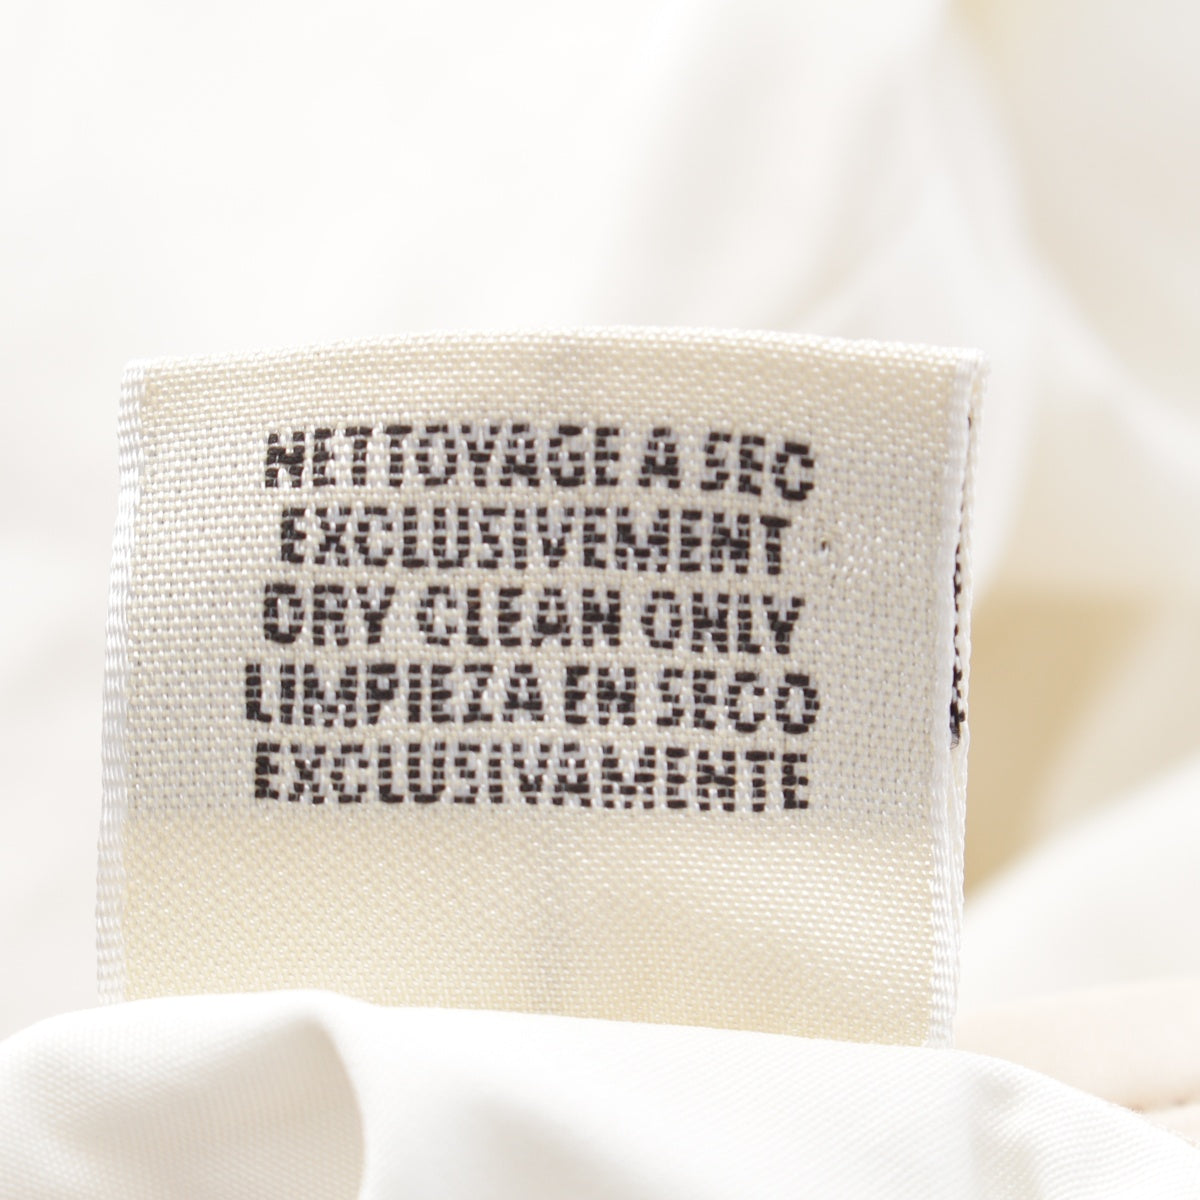 NETTOYAGE A SEC
EXCLUSIVEMENT
DRY CLEAN ONLY
LIMPIEZA EN SECO
EXCLUSIVAMENTE